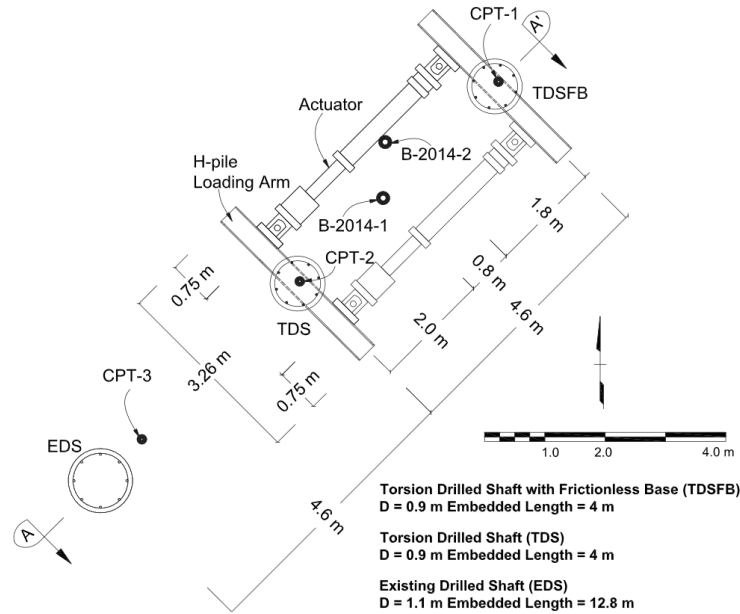 CPT-1
A'
TDSFB
Actuator
B-2014-2
H-pile
Loading Arm
B-2014-1
CPT-2
1.8 m
0.8 m
4.6 m
0.75 m
TDS
2.0 m
3.26 m
CPT-3
0.75 m
EDS
4.6 m
1.0 2.0 4.0 m
A
Torsion Drilled Shaft with Frictionless Base (TDSFB)
D = 0.9 m Embedded Length = 4 m
Torsion Drilled Shaft (TDS)
D = 0.9 m Embedded Length = 4 m
Existing Drilled Shaft (EDS)
D = 1.1 m Embedded Length = 12.8 m